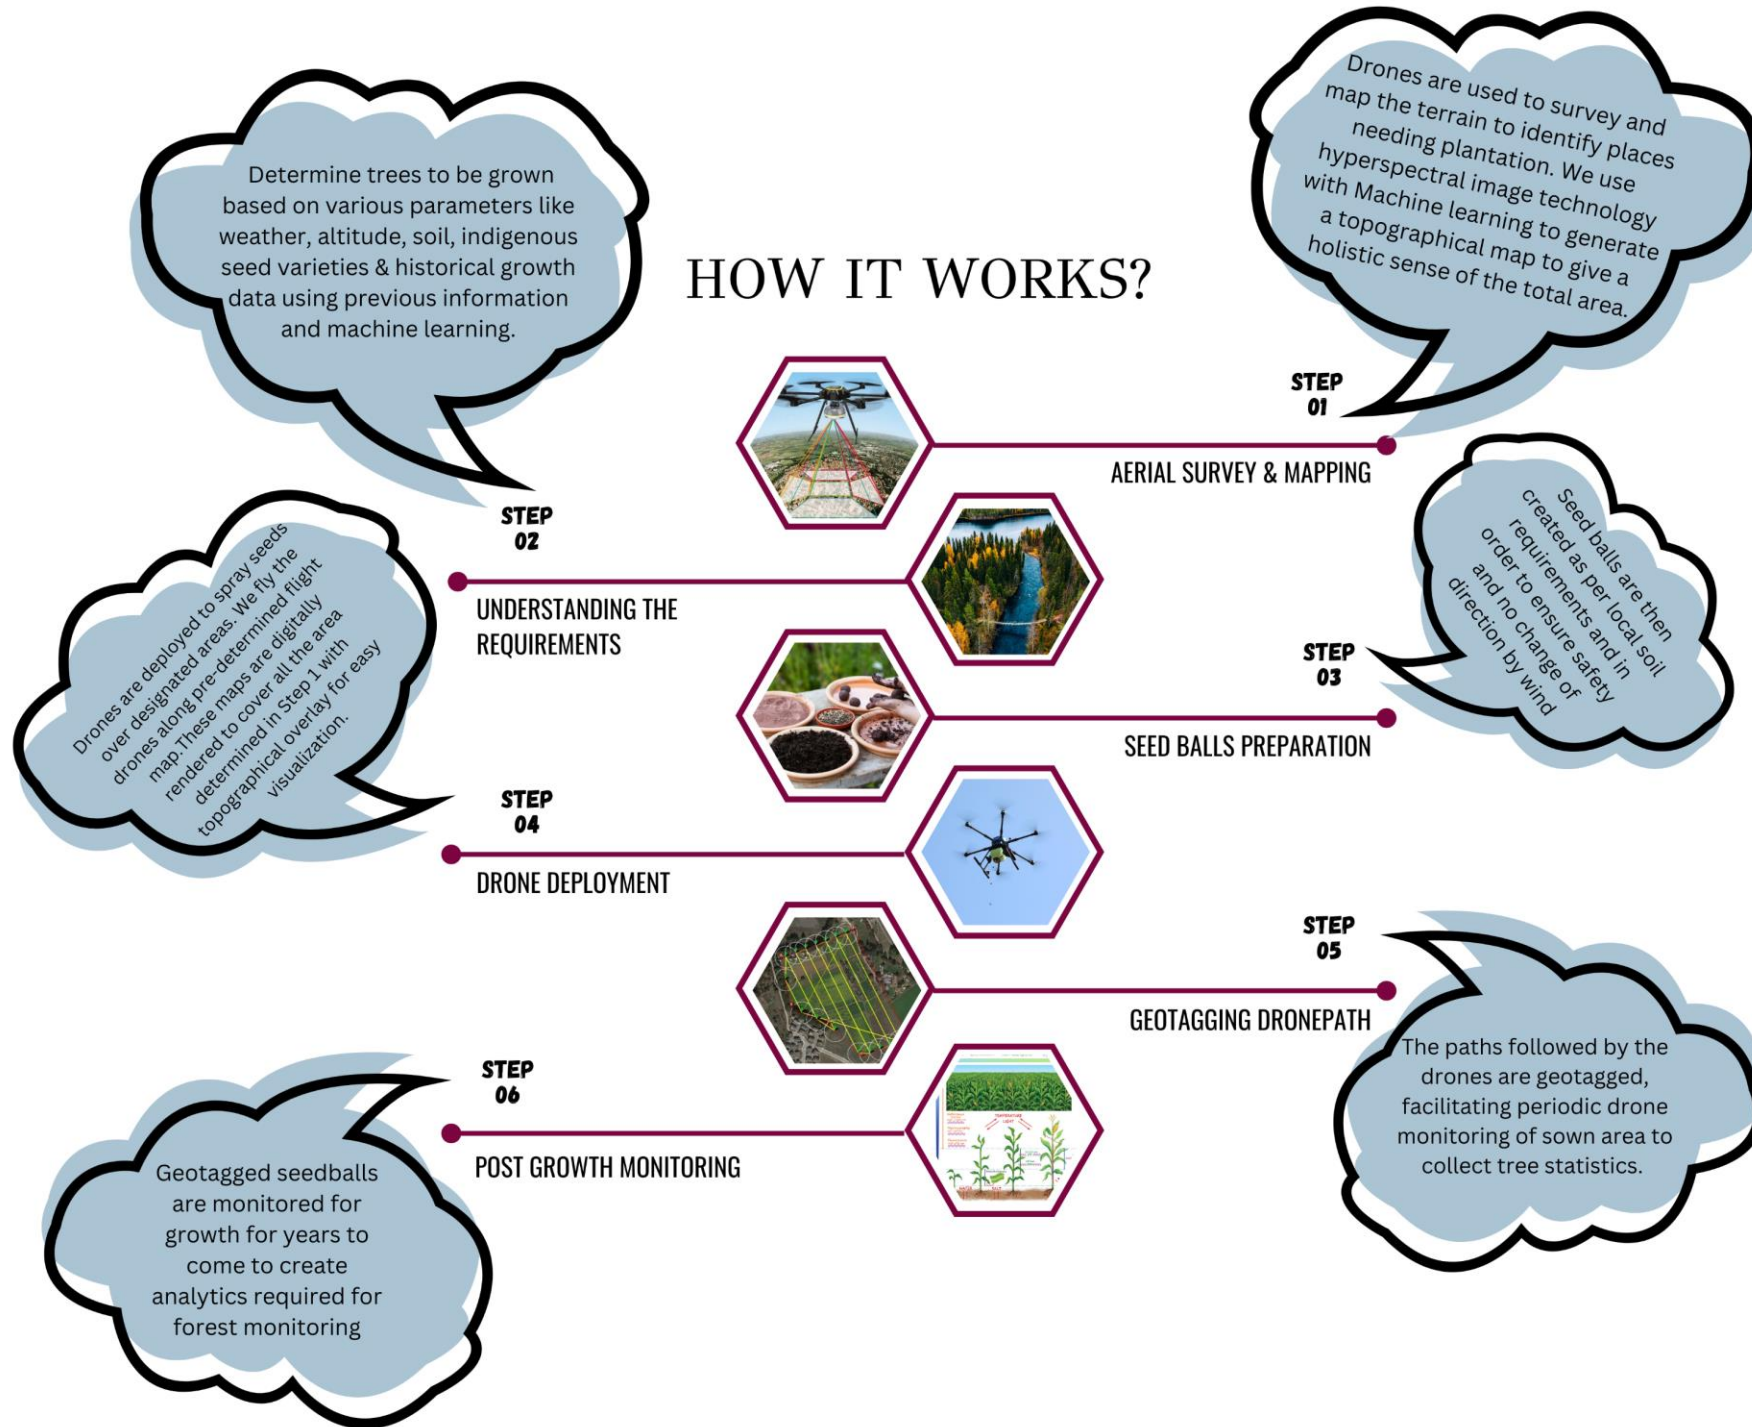 HOW IT WORKS?
Drones are used to survey and
map the terrain to identify places
needing plantation. We use
hyperspectral image technology
with Machine learning to generate
a topographical map to give a
holistic sense of the total area.
STEP
01
AERIAL SURVEY & MAPPING
Determine trees to be grown
based on various parameters like
weather, altitude, soil, indigenous
seed varieties & historical growth
data using previous information
and machine learning.
STEP
02
UNDERSTANDING THE
REQUIREMENTS
Seed balls are then
created as per local soil
requirements and in
order to ensure safety
and no change of
direction by wind
STEP
03
SEED BALLS PREPARATION
Drones are deployed to spray seeds
over designated areas. We fly the
drones along pre-determined flight
map. These maps are digitally
rendered to cover all the area
determined in Step 1 with
topographical overlay for easy
visualization.
STEP
04
DRONE DEPLOYMENT
STEP
05
GEOTAGGING DRONEPATH
The paths followed by the
drones are geotagged,
facilitating periodic drone
monitoring of sown area to
collect tree statistics.
STEP
06
POST GROWTH MONITORING
Geotagged seedballs
are monitored for
growth for years to
come to create
analytics required for
forest monitoring
TEMPERATURE
LIGHT